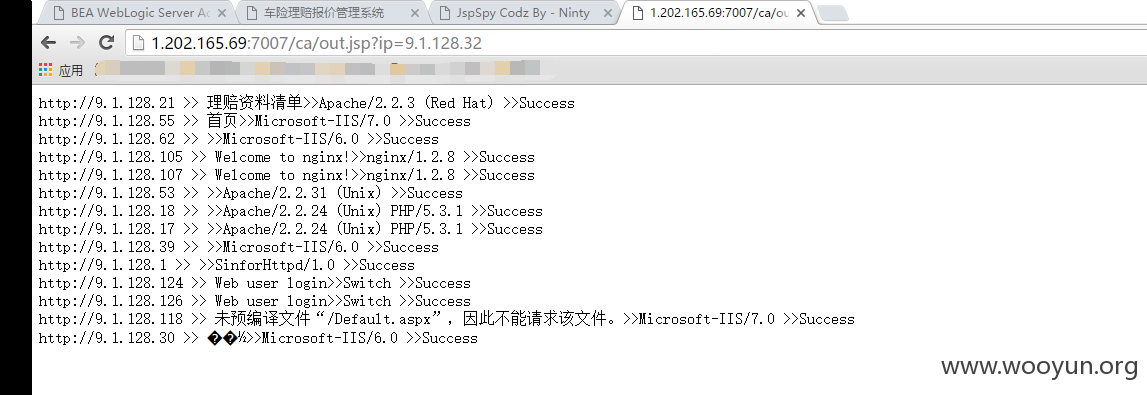 BEA WebLogic Server Ac
车险理赔报价管理系统
JspSpy Codz By - Ninty
1.202.165.69:7007/ca/ou
1.202.165.69:7007/ca/out.jsp?ip=9.1.128.32
应用
http://9.1.128.21 >> 理赔资料清单>>Apache/2.2.3 (Red Hat) >>Success
http://9.1.128.55 >> 首页>>Microsoft-IIS/7.0 >>Success
http://9.1.128.62 >> >>Microsoft-IIS/6.0 >>Success
http://9.1.128.105 >> Welcome to nginx!>>nginx/1.2.8 >>Success
http://9.1.128.107 >> Welcome to nginx!>>nginx/1.2.8 >>Success
http://9.1.128.53 >> >>Apache/2.2.31 (Unix) >>Success
http://9.1.128.18 >> >>Apache/2.2.24 (Unix) PHP/5.3.1 >>Success
http://9.1.128.17 >> >>Apache/2.2.24 (Unix) PHP/5.3.1 >>Success
http://9.1.128.39 >> >>Microsoft-IIS/6.0 >>Success
http://9.1.128.1 >> >>SinforHttpd/1.0 >>Success
http://9.1.128.124 >> Web user login>>Switch >>Success
http://9.1.128.126 >> Web user login>>Switch >>Success
http://9.1.128.118 >> 未预编译文件“/Default.aspx”，因此不能请求该文件。>>Microsoft-IIS/7.0 >>Success
http://9.1.128.30 >> ��½>>Microsoft-IIS/6.0 >>Success
www.wooyun.org